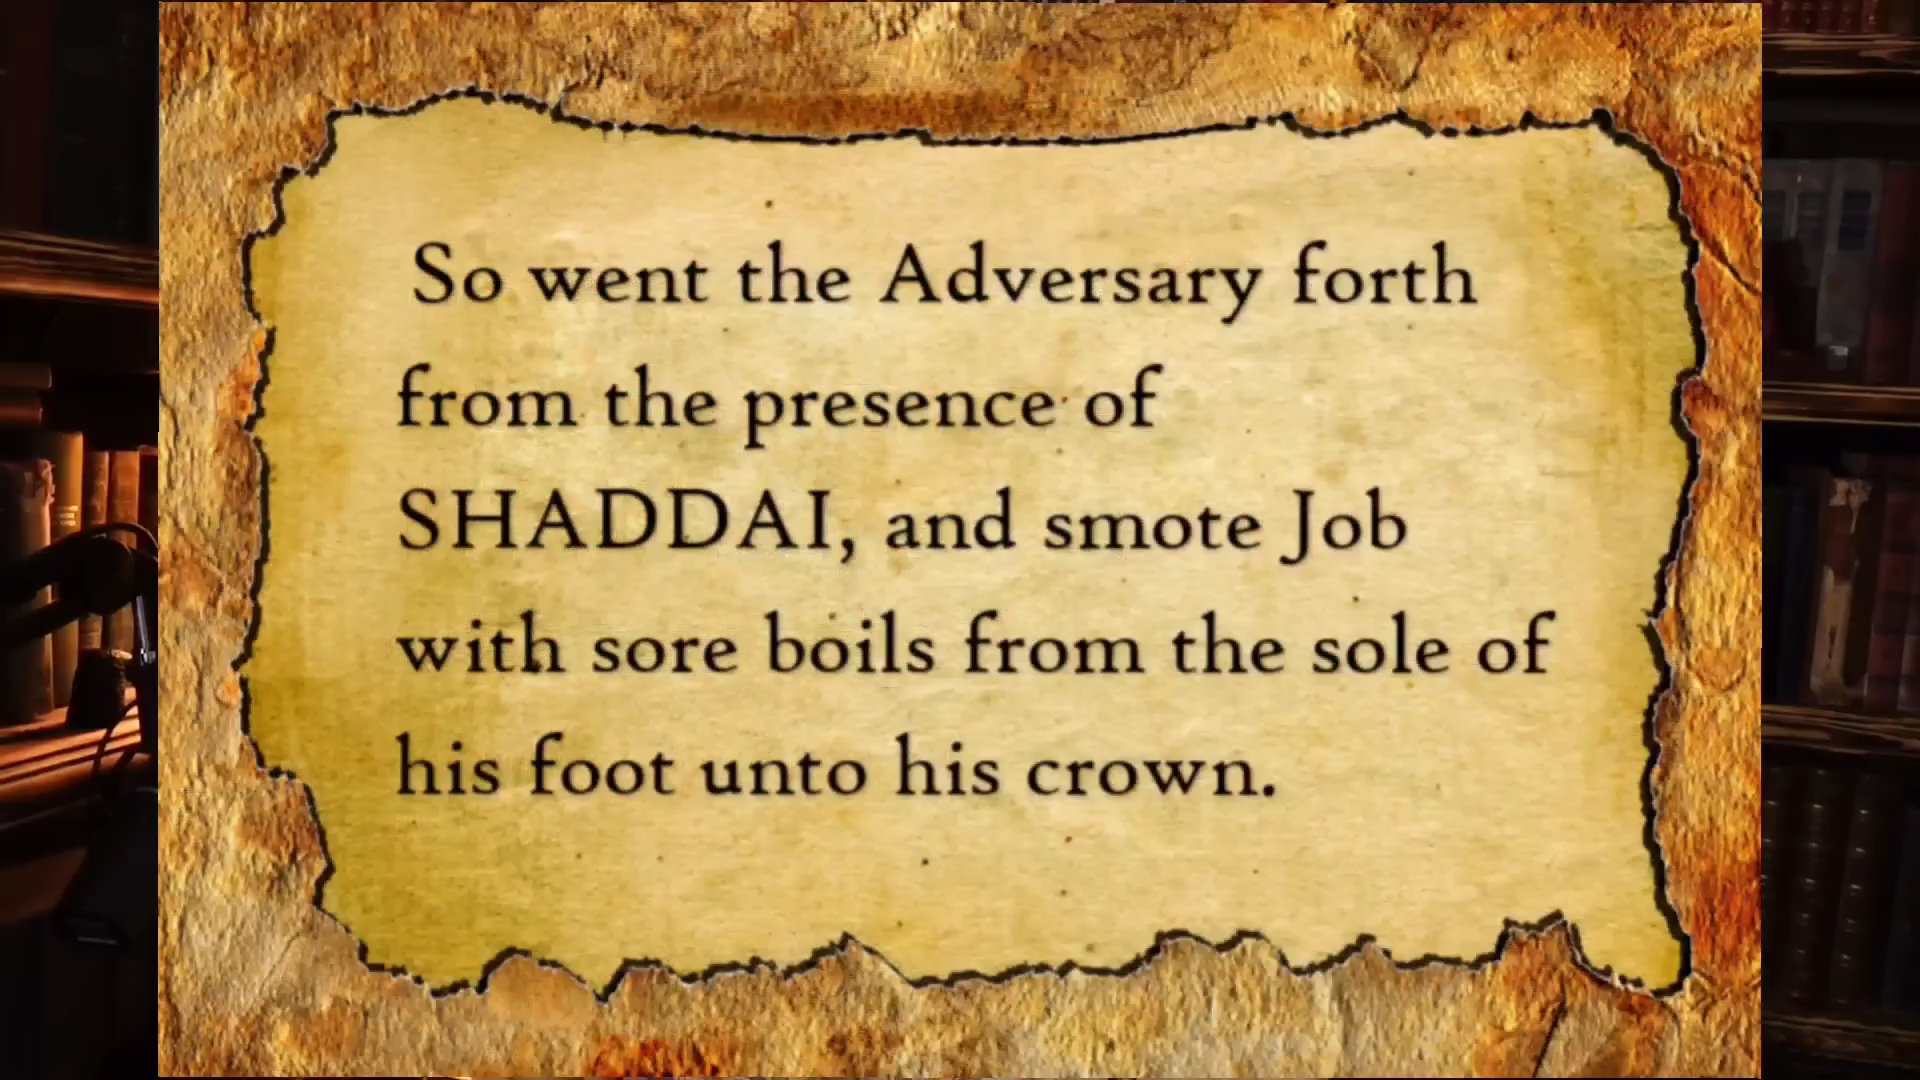 So went the Adversary forth
from the presence of
SHADDAI, and smote Job
with sore boils from the sole of
his foot unto his crown.